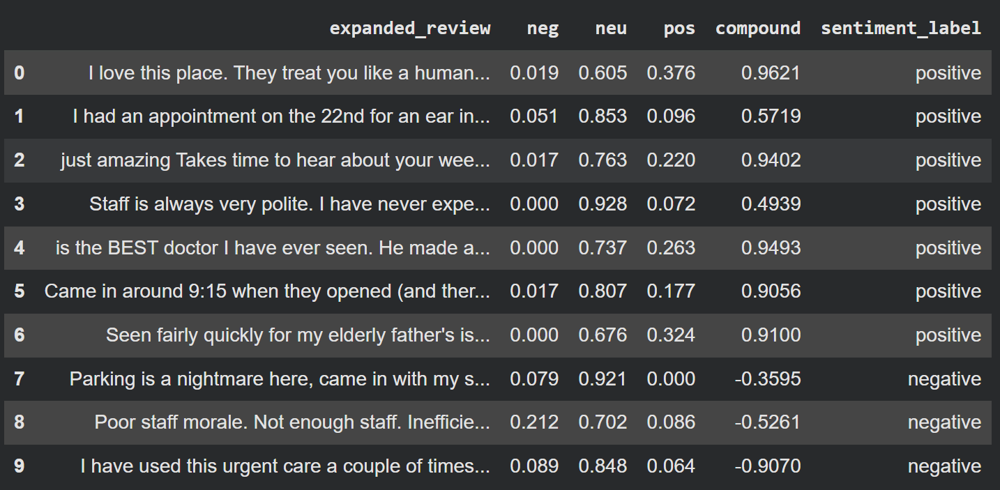 expanded_review neg neu pos compound sentiment_label
0 I love this place. They treat you like a human... 0.019 0.605 0.376 0.9621 positive
1 I had an appointment on the 22nd for an ear in... 0.051 0.853 0.096 0.5719 positive
2 just amazing Takes time to hear about your wee... 0.017 0.763 0.220 0.9402 positive
3 Staff is always very polite. I have never expe... 0.000 0.928 0.072 0.4939 positive
4 is the BEST doctor I have ever seen. He made a... 0.000 0.737 0.263 0.9493 positive
5 Came in around 9:15 when they opened (and ther... 0.017 0.807 0.177 0.9056 positive
6 Seen fairly quickly for my elderly father's is... 0.000 0.676 0.324 0.9100 positive
7 Parking is a nightmare here, came in with my s... 0.079 0.921 0.000 -0.3595 negative
8 Poor staff morale. Not enough staff. Inefficie... 0.212 0.702 0.086 -0.5261 negative
9 I have used this urgent care a couple of times... 0.089 0.848 0.064 -0.9070 negative